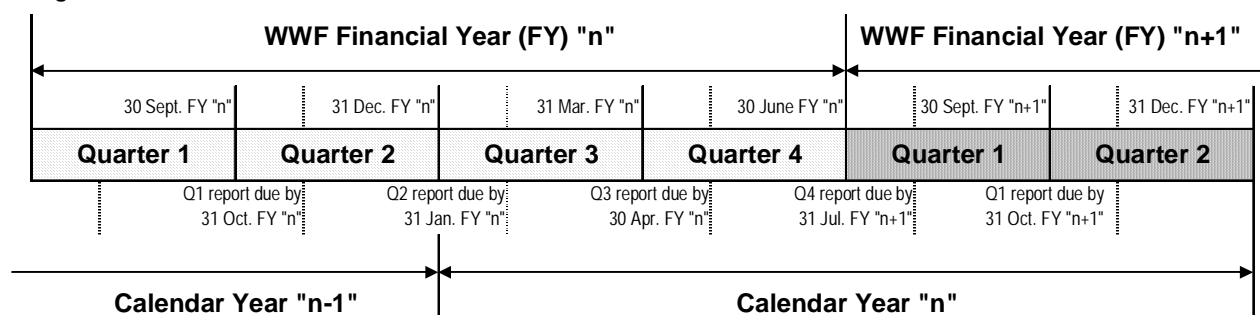 WWF Financial Year (FY) "n"
WWF Financial Year (FY) "n+1"
30 Sept. FY "n"
31 Dec. FY "n"
31 Mar. FY "n"
30 June FY "n"
30 Sept. FY "n+1"
31 Dec. FY "n+1"
Quarter 1
Quarter 2
Quarter 3
Quarter 4
Quarter 1
Quarter 2
Q1 report due by
31 Oct. FY "n"
Q2 report due by
31 Jan. FY "n"
Q3 report due by
30 Apr. FY "n"
Q4 report due by
31 Jul. FY "n+1"
Q1 report due by
31 Oct. FY "n+1"
Calendar Year "n-1"
Calendar Year "n"